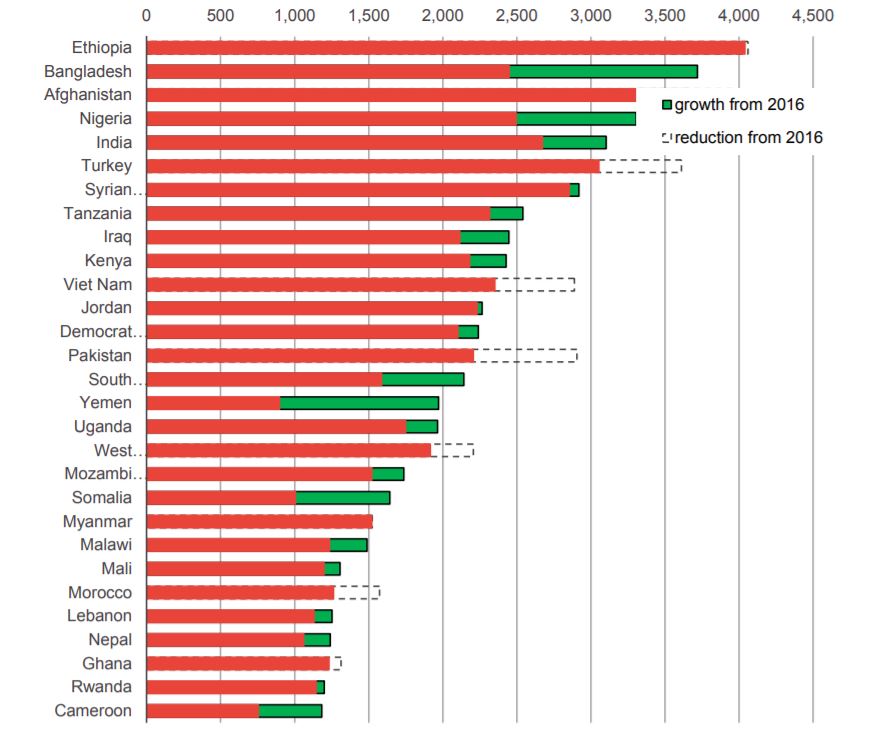 0 500 1,000 1,500 2,000 2,500 3,000 3,500 4,000 4,500
Ethiopia
Bangladesh
Afghanistan
growth from 2016
Nigeria
reduction from 2016
India
Turkey
Syrian…
Tanzania
Iraq
Kenya
Viet Nam
Jordan
Democrat…
Pakistan
South…
Yemen
Uganda
West…
Mozambi…
Somalia
Myanmar
Malawi
Mali
Morocco
Lebanon
Nepal
Ghana
Rwanda
Cameroon